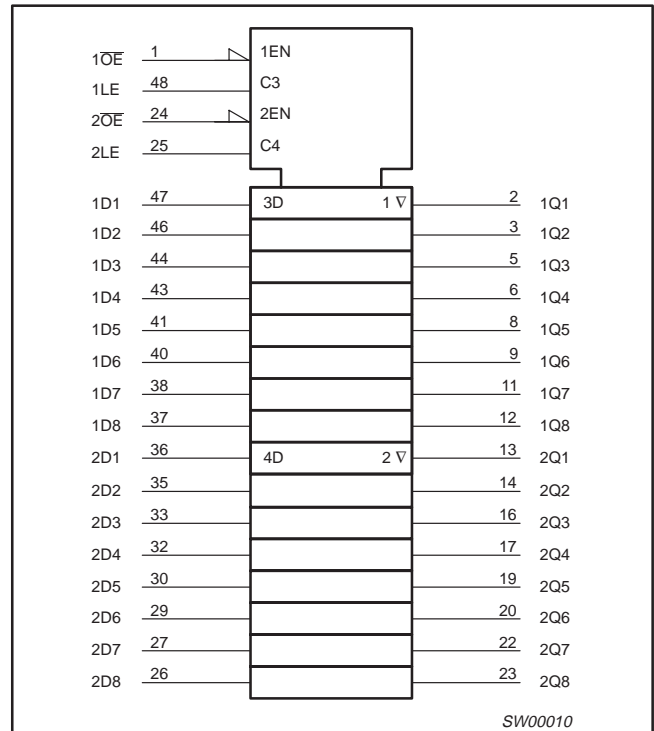 1O̅E̅ 1 1EN
1LE 48 C3
2O̅E̅ 24 2EN
2LE 25 C4
1D1 47 3D 1 ∇ 2 1Q1
1D2 46 3 1Q2
1D3 44 5 1Q3
1D4 43 6 1Q4
1D5 41 8 1Q5
1D6 40 9 1Q6
1D7 38 11 1Q7
1D8 37 12 1Q8
2D1 36 4D 2 ∇ 13 2Q1
2D2 35 14 2Q2
2D3 33 16 2Q3
2D4 32 17 2Q4
2D5 30 19 2Q5
2D6 29 20 2Q6
2D7 27 22 2Q7
2D8 26 23 2Q8
SW00010